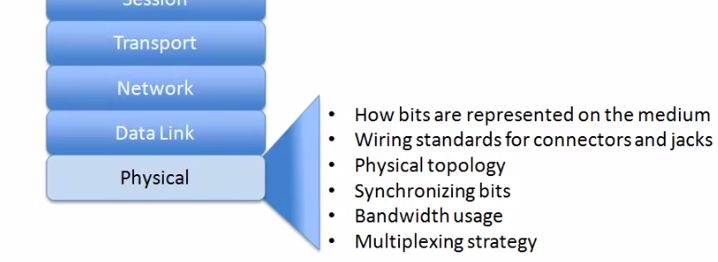 Session
Transport
Network
Data Link
Physical
• How bits are represented on the medium
• Wiring standards for connectors and jacks
• Physical topology
• Synchronizing bits
• Bandwidth usage
• Multiplexing strategy